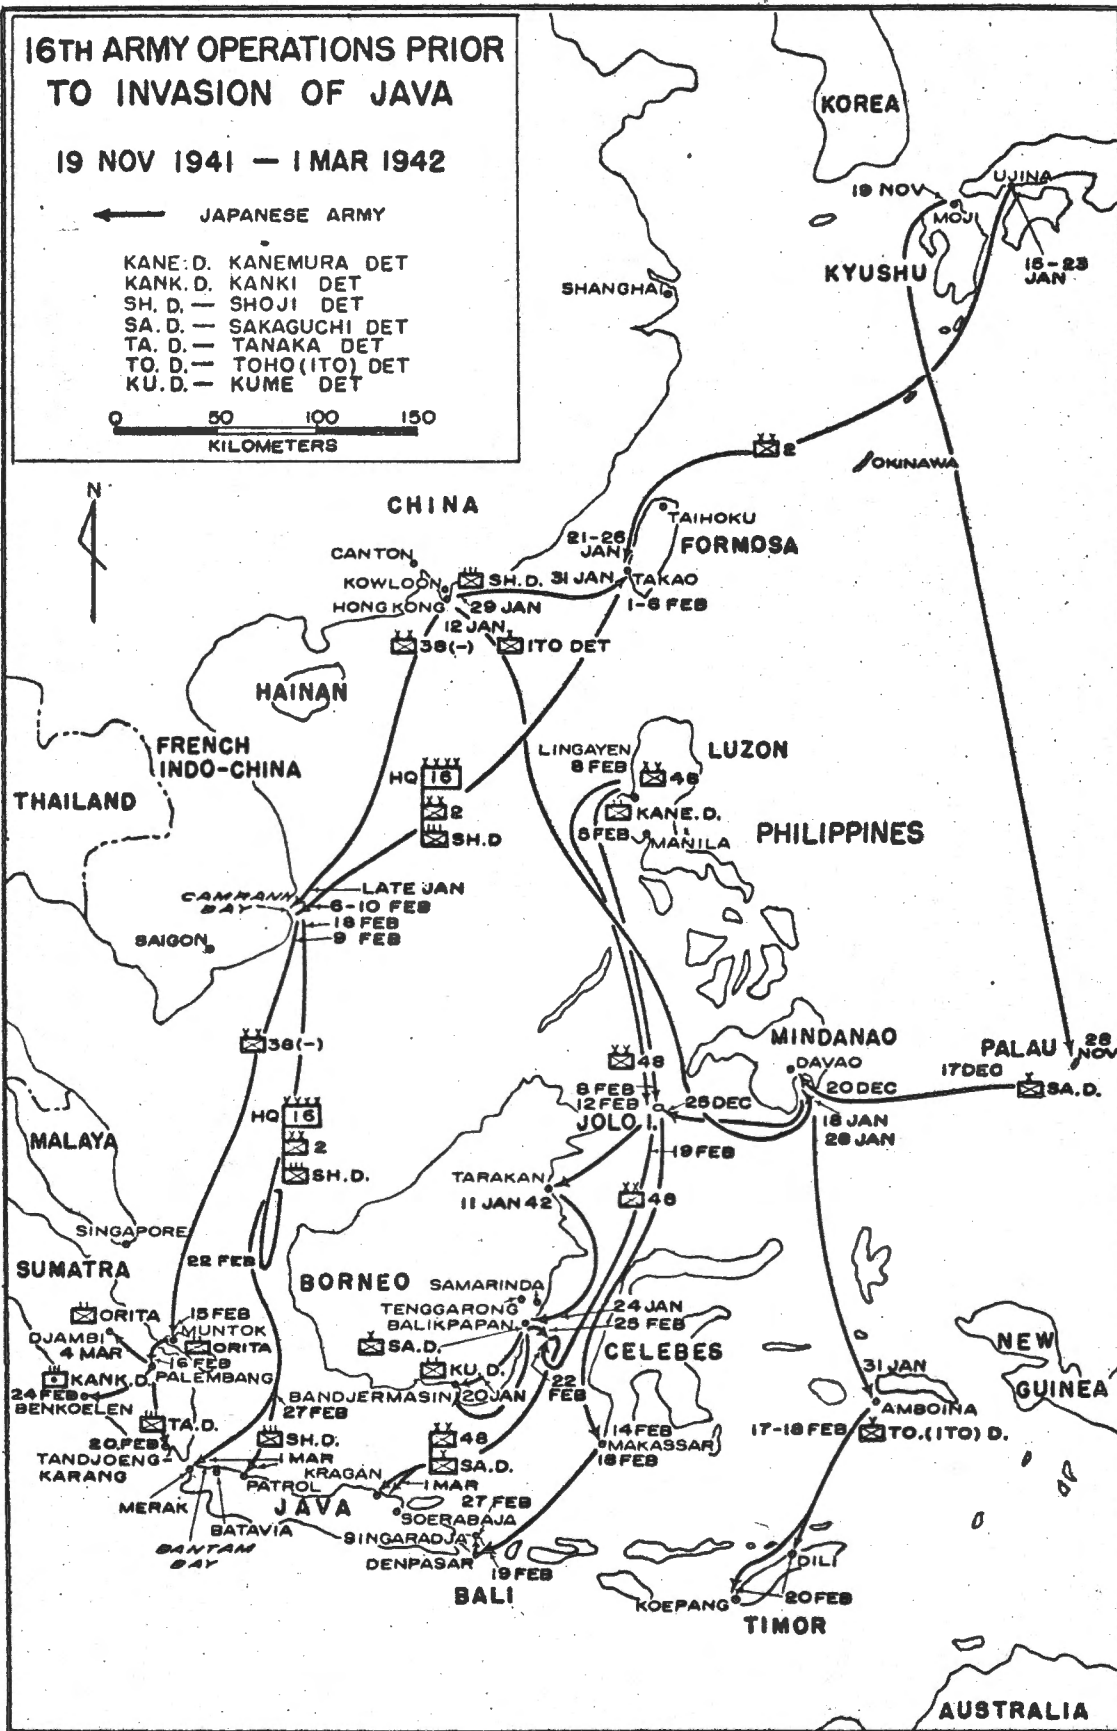 16TH ARMY OPERATIONS PRIOR
TO INVASION OF JAVA
19 NOV 1941 — 1 MAR 1942
JAPANESE ARMY
KANE.D. KANEMURA DET
KANK.D. KANKI DET
SH.D.— SHOJI DET
SA.D.— SAKAGUCHI DET
TA.D.— TANAKA DET
TO.D.— TOHO(ITO) DET
KU.D.— KUME DET
0 50 100 150
KILOMETERS
KOREA
UJINA
19 NOV
MOJI
KYUSHU
15-23
JAN
SHANGHAI
2
OKINAWA
N
CHINA
TAIHOKU
21-26
JAN
FORMOSA
CANTON
KOWLOON
SH.D.
31 JAN
TAKAO
HONG KONG
29 JAN
1-6 FEB
12 JAN
38(-)
ITO DET
HAINAN
FRENCH
INDO-CHINA
THAILAND
HQ 16
2
SH.D
LINGAYEN
8 FEB
LUZON
48
KANE.D.
8 FEB
MANILA
PHILIPPINES
CAMRANH
BAY
LATE JAN
6-10 FEB
18 FEB
9 FEB
SAIGON
38(-)
48
MINDANAO
DAVAO
PALAU
28
NOV
17 DEC
SA.D.
20 DEC
HQ 16
2
SH.D.
8 FEB
12 FEB
25 DEC
JOLO I.
18 JAN
28 JAN
MALAYA
19 FEB
TARAKAN
11 JAN 42
48
SINGAPORE
22 FEB
SUMATRA
BORNEO
SAMARINDA
TENGGARONG
BALIKPAPAN
24 JAN
25 FEB
ORITA
15 FEB
MUNTOK
DJAMBI
4 MAR
ORITA
16 FEB
PALEMBANG
SA.D.
CELEBES
NEW
GUINEA
KANK.D.
24 FEB
BENKOELEN
KU.D.
BANDJERMASIN
20 JAN
22
FEB
31 JAN
AMBOINA
27 FEB
TA.D.
20 FEB
TANDJOENG
KARANG
SH.D.
1 MAR
48
SA.D.
14 FEB
MAKASSAR
18 FEB
17-18 FEB
TO.(ITO) D.
KRAGAN
1 MAR
PATROL
MERAK
JAVA
27 FEB
SOERABAJA
BATAVIA
BANTAM
BAY
SINGARADJA
DENPASAR
19 FEB
BALI
DILI
KOEPANG
20 FEB
TIMOR
AUSTRALIA